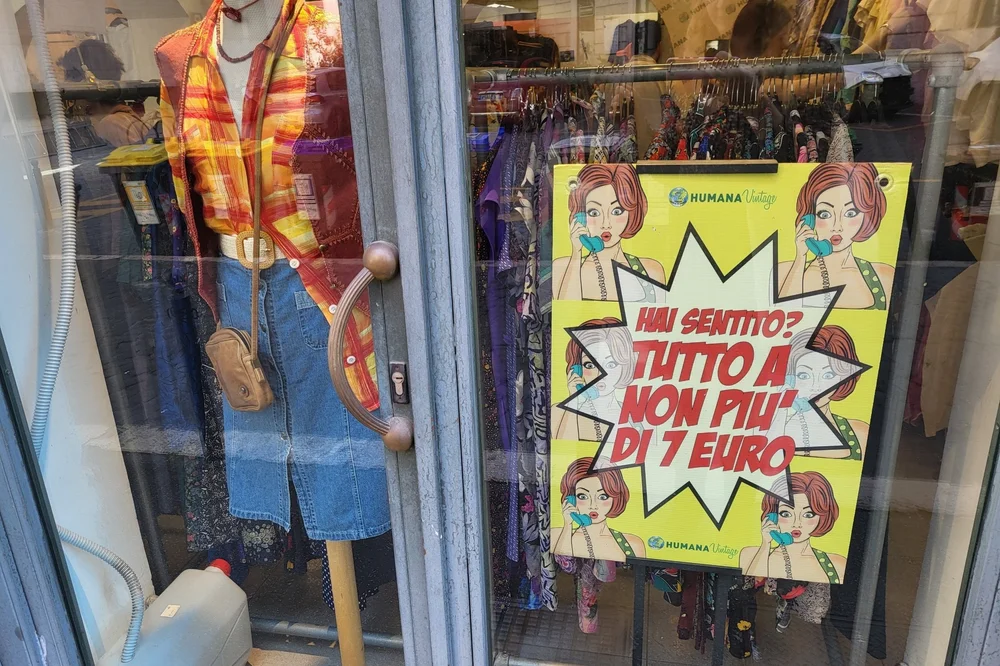 HUMANA Vintage
HAI SENTITO?
TUTTO A
NON PIU'
DI 7 EURO
HUMANA Vintage